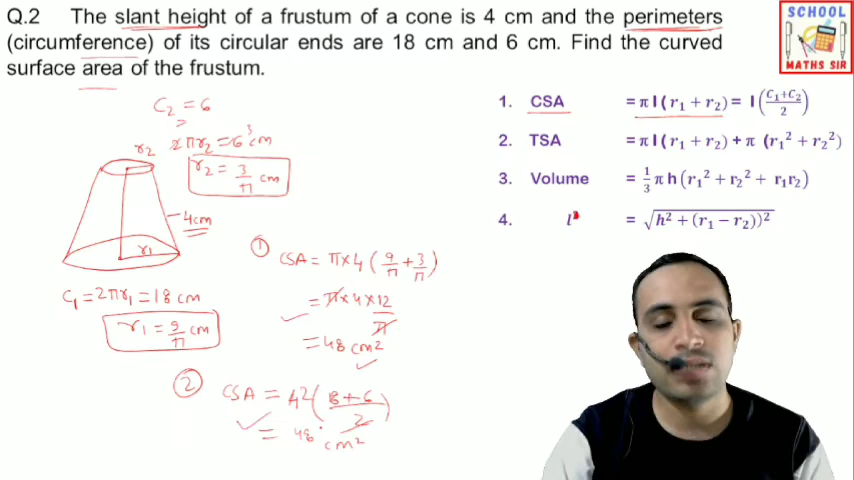 Q.2 The slant height of a frustum of a cone is 4 cm and the perimeters
(circumference) of its circular ends are 18 cm and 6 cm. Find the curved
surface area of the frustum.
SCHOOL
MATHS SIR
C₂ = 6
r₂
2πr₂ = 6 3 cm
r₂ = 3/π cm
4cm
r₁
C₁ = 2πr₁ = 18 cm
r₁ = 9/π cm
① CSA = π×4 (9/π + 3/π)
= π×4×12/π
= 48 cm²
② CSA = 4 2 (18+6/2)
= 48 cm²
1. CSA = π l (r₁ + r₂) = l (C₁+C₂/2)
2. TSA = π l (r₁ + r₂) + π (r₁² + r₂²)
3. Volume = 1/3 π h (r₁² + r₂² + r₁r₂)
4. l = √h² + (r₁ − r₂))²